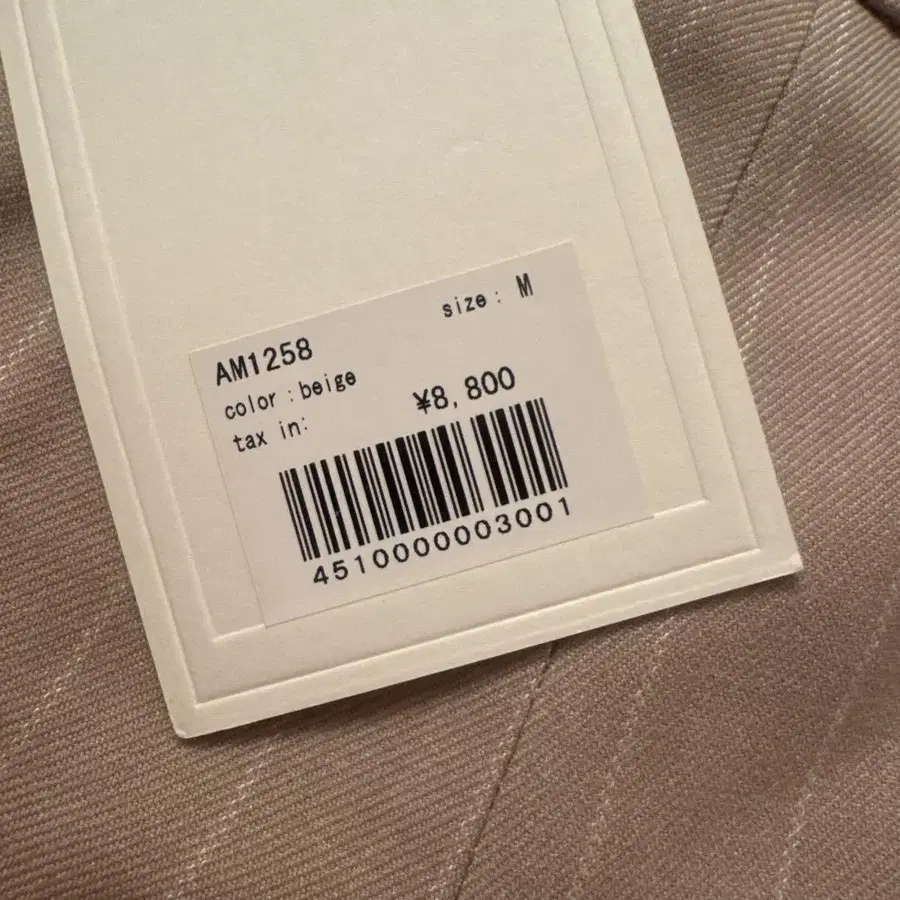 size: M
AM1258
color:beige
tax in: ¥8,800
4510000003001